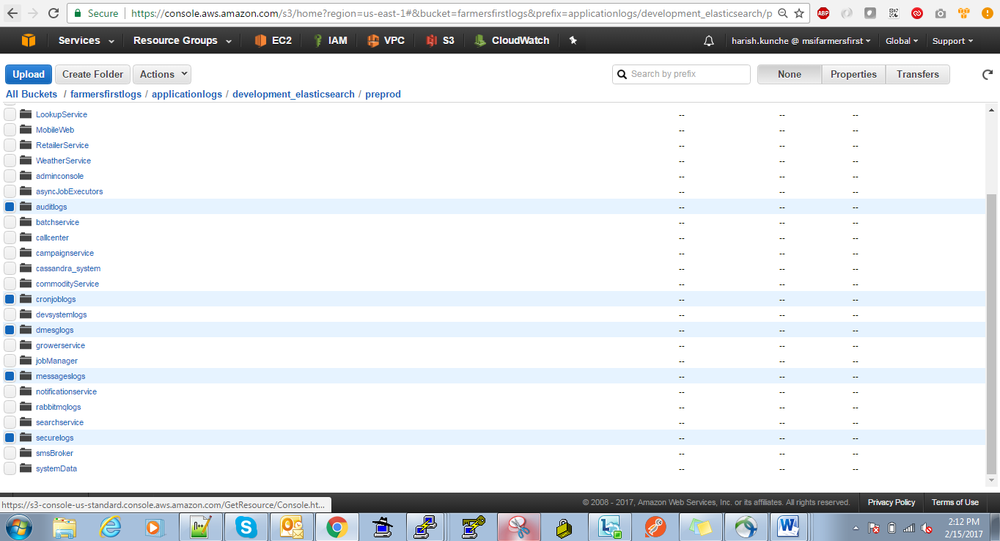 Secure https://console.aws.amazon.com/s3/home?region=us-east-1#&bucket=farmersfirstlogs&prefix=applicationlogs/development_elasticsearch/p ABP
Services Resource Groups EC2 IAM VPC S3 CloudWatch harish.kunche @ msifarmersfirst Global Support
Upload Create Folder Actions Search by prefix None Properties Transfers
All Buckets / farmersfirstlogs / applicationlogs / development_elasticsearch / preprod
LookupService -- -- --
MobileWeb -- -- --
RetailerService -- -- --
WeatherService -- -- --
adminconsole -- -- --
asyncJobExecutors -- -- --
auditlogs -- -- --
batchservice -- -- --
callcenter -- -- --
campaignservice -- -- --
cassandra_system -- -- --
commodityService -- -- --
cronjoblogs -- -- --
devsystemlogs -- -- --
dmesglogs -- -- --
growerservice -- -- --
jobManager -- -- --
messageslogs -- -- --
notificationservice -- -- --
rabbitmqlogs -- -- --
searchservice -- -- --
securelogs -- -- --
smsBroker -- -- --
systemData -- -- --
https://s3-console-us-standard.console.aws.amazon.com/GetResource/Console.ht... © 2008 - 2017, Amazon Web Services, Inc. or its affiliates. All rights reserved. Privacy Policy Terms of Use
2:12 PM
2/15/2017